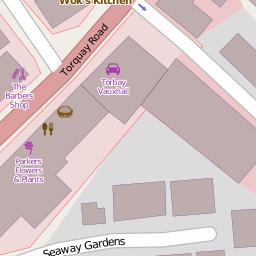 Wok's Kitchen
Torquay Road
Torbay
Vauxhall
The
Barbers
Shop
Parkers
Flowers
& Plants
Seaway Gardens